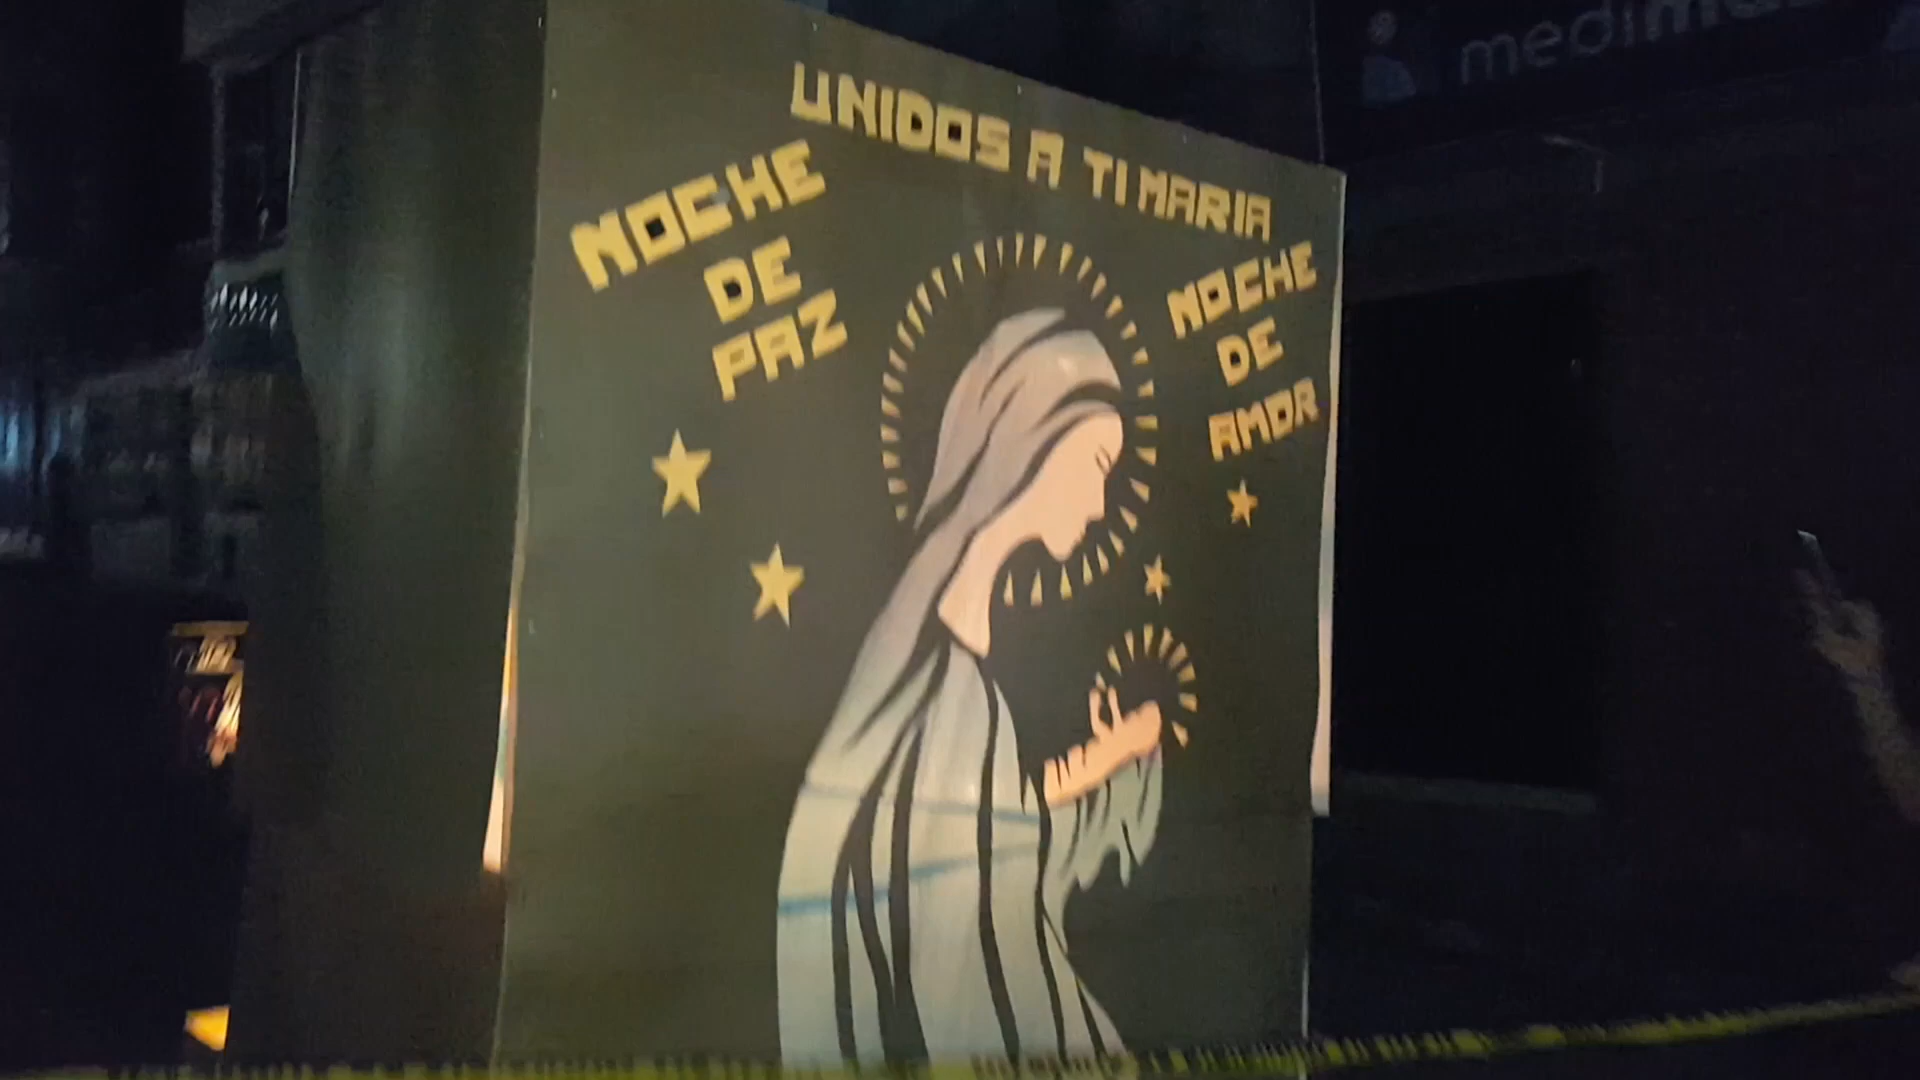 UNIDOS A TI MARIA
NOCHE
DE
PAZ
NOCHE
DE
AMOR